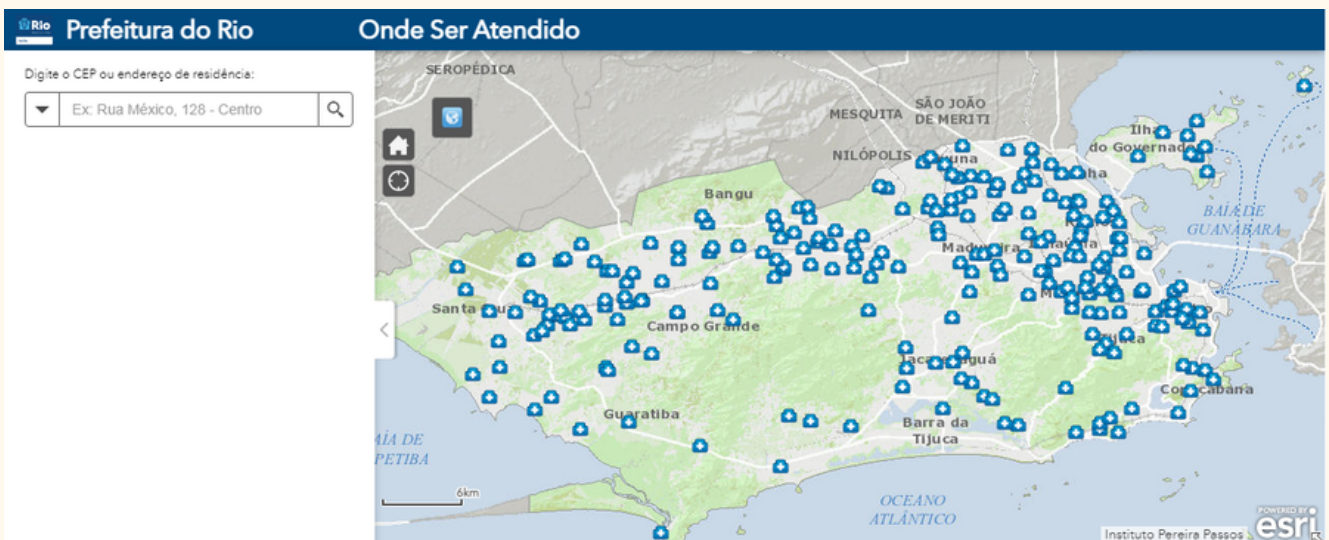 Rio
Prefeitura do Rio
Onde Ser Atendido
Digite o CEP ou endereço de residência:
Ex: Rua México, 128 - Centro
SEROPÉDICA
MESQUITA
SÃO JOÃO
DE MERITI
NILÓPOLIS
Ilha
do Governad
Bangu
BAÍA DE
GUANABARA
Santa
Campo Grande
Guaratiba
Barra da
Tijuca
AÍA DE
PETIBA
6km
OCEANO
ATLÂNTICO
Instituto Pereira Passos
POWERED BY
esri